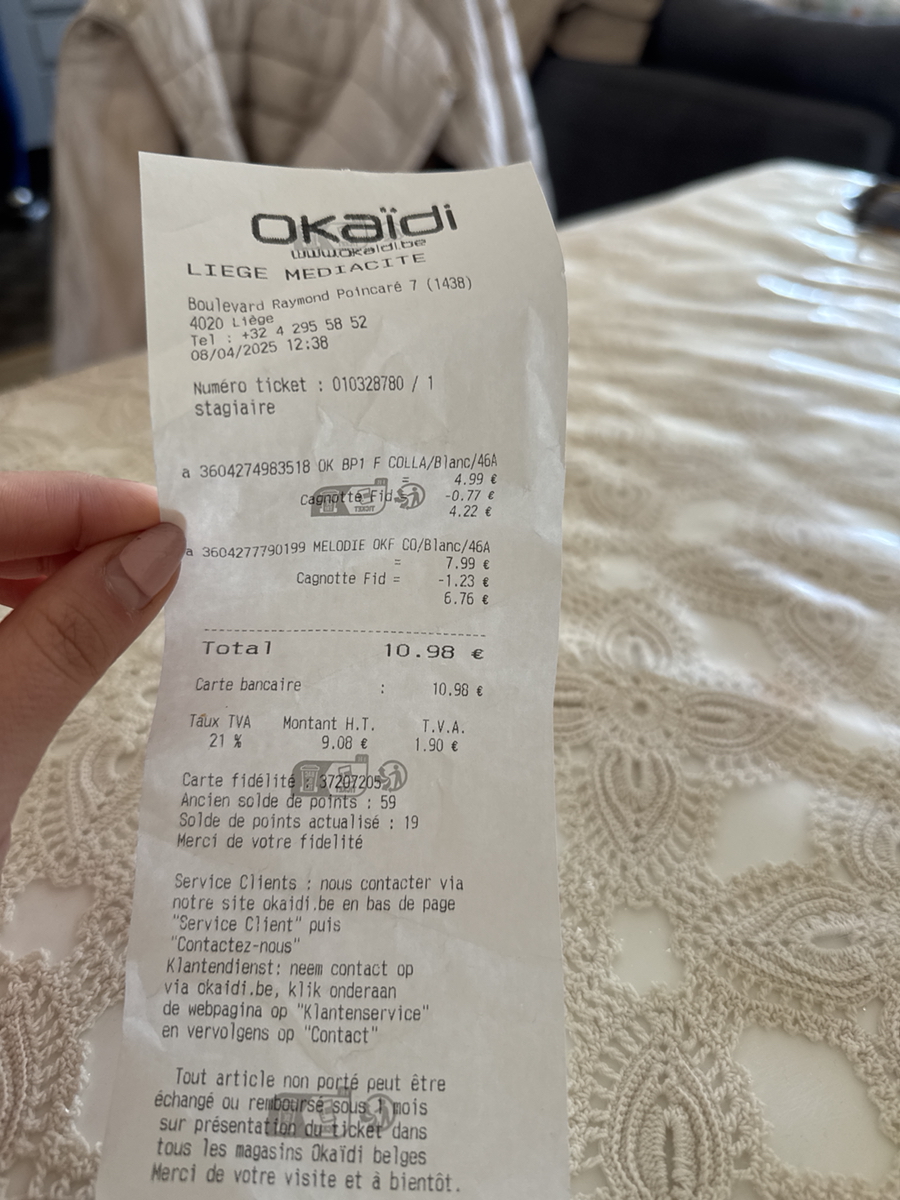 OKaïdi
www.okaidi.be
LIEGE MEDIACITE
Boulevard Raymond Poincaré 7 (1438)
4020 Liège
Tel : +32 4 295 58 52
08/04/2025 12:38
Numéro ticket : 010328780 / 1
stagiaire
a 3604274983518 OK BP1 F COLLA/Blanc/46A
= 4.99 €
Cagnotte Fid = -0.77 €
4.22 €
a 3604277790199 MELODIE OKF CO/Blanc/46A
= 7.99 €
Cagnotte Fid = -1.23 €
6.76 €
Total 10.98 €
Carte bancaire : 10.98 €
Taux TVA Montant H.T. T.V.A.
21 % 9.08 € 1.90 €
Carte fidélité : 37207205
Ancien solde de points : 59
Solde de points actualisé : 19
Merci de votre fidelité
Service Clients : nous contacter via
notre site okaidi.be en bas de page
"Service Client" puis
"Contactez-nous"
Klantendienst: neem contact op
via okaidi.be, klik onderaan
de webpagina op "Klantenservice"
en vervolgens op "Contact"
Tout article non porté peut être
échangé ou remboursé sous 1 mois
sur présentation du ticket dans
tous les magasins Okaïdi belges
Merci de votre visite et à bientôt.